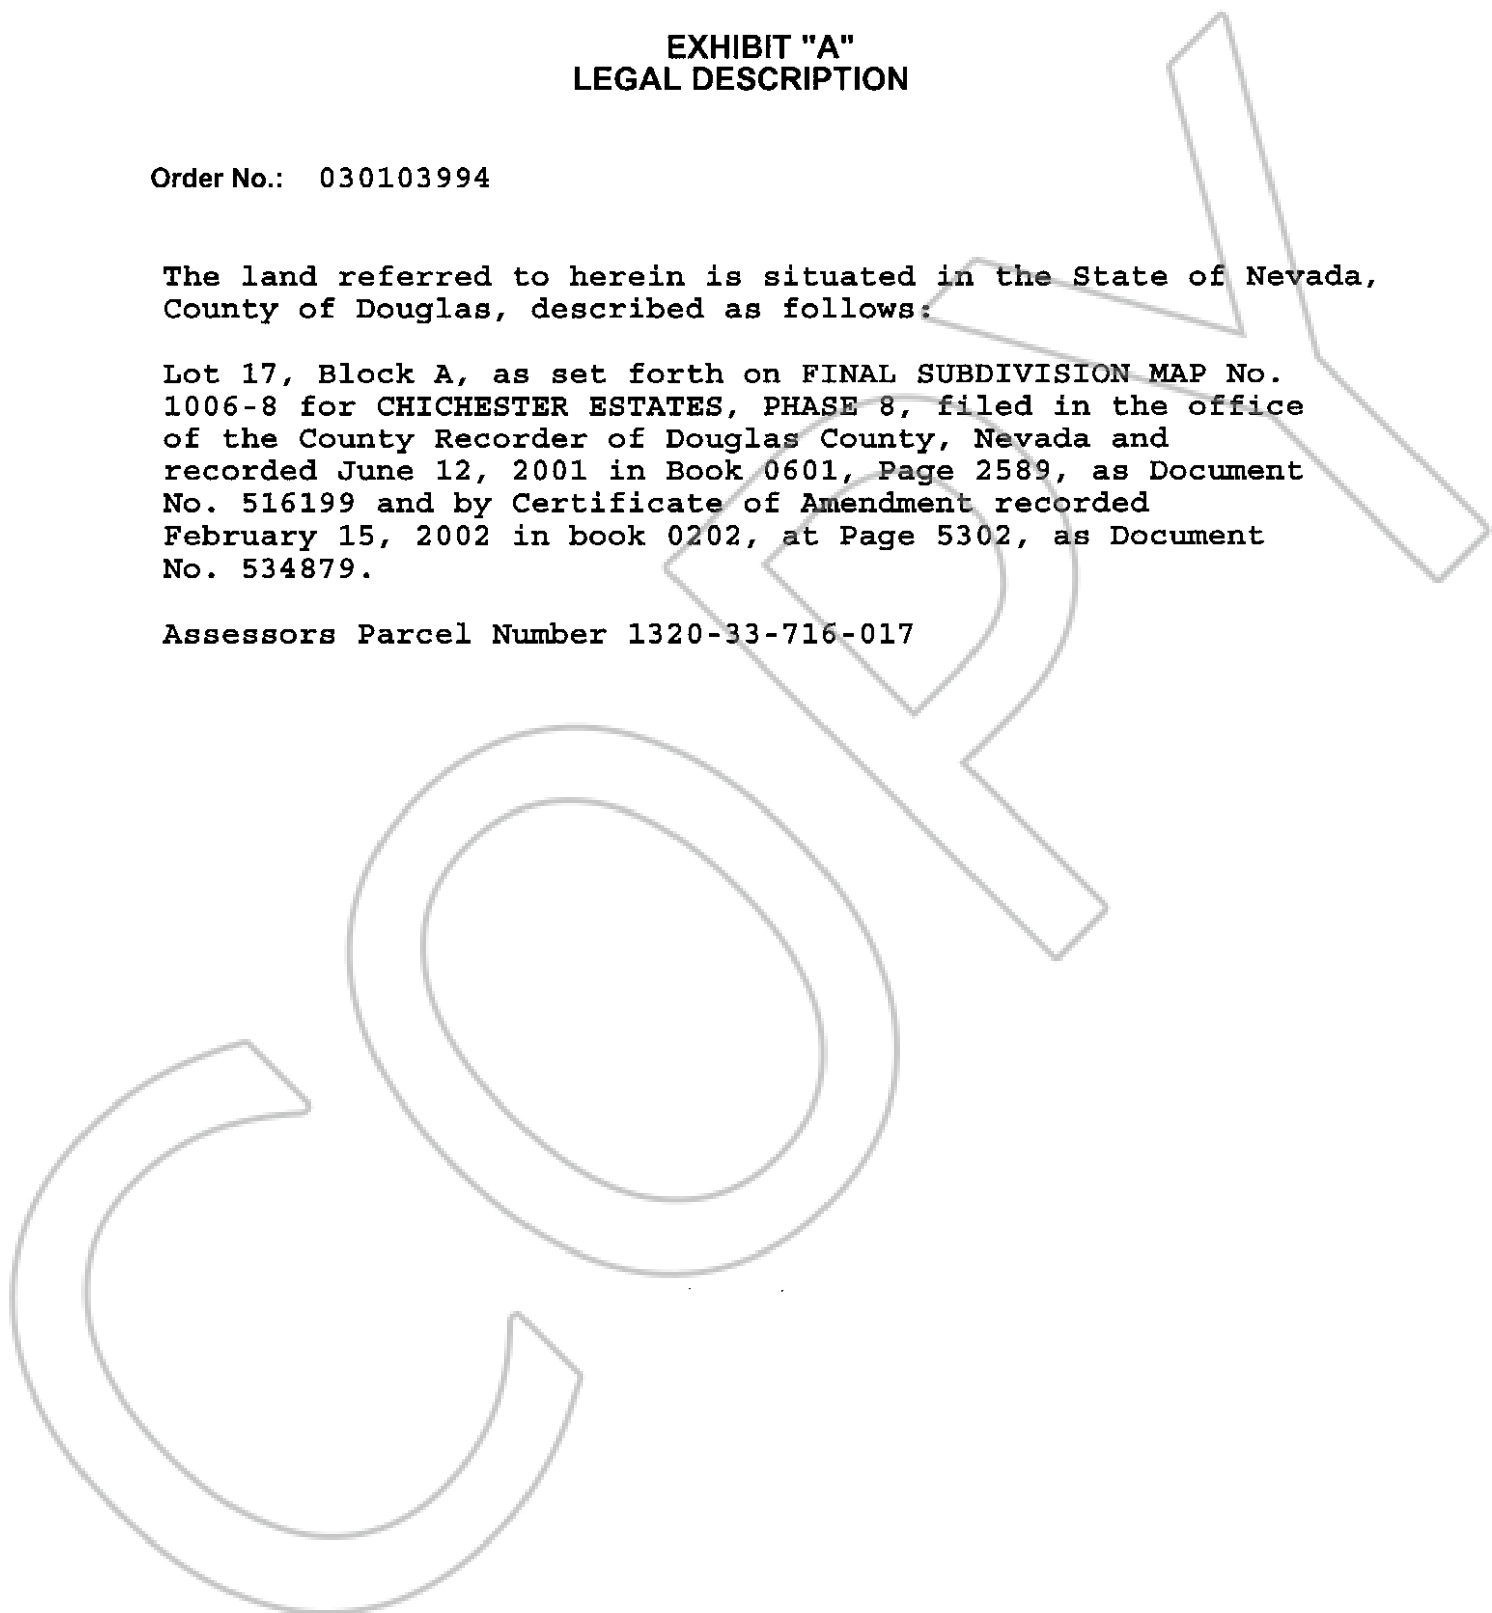 EXHIBIT "A"
LEGAL DESCRIPTION
Order No.: 030103994
The land referred to herein is situated in the State of Nevada,
County of Douglas, described as follows:
Lot 17, Block A, as set forth on FINAL SUBDIVISION MAP No.
1006-8 for CHICHESTER ESTATES, PHASE 8, filed in the office
of the County Recorder of Douglas County, Nevada and
recorded June 12, 2001 in Book 0601, Page 2589, as Document
No. 516199 and by Certificate of Amendment recorded
February 15, 2002 in book 0202, at Page 5302, as Document
No. 534879.
Assessors Parcel Number 1320-33-716-017
COPY